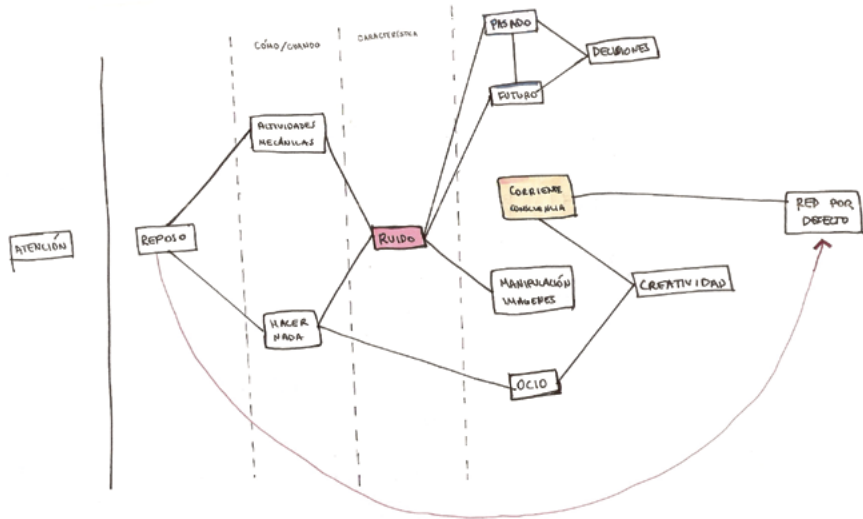 CÓMO/CUANDO
CARACTERÍSTICA
PASADO
DECISIONES
FUTURO
ACTIVIDADES
MECÁNICAS
CORRIENTE
CONSCIENCIA
RED POR
DEFECTO
ATENCIÓN
REPOSO
RUIDO
MANIPULACIÓN
IMAGENES
CREATIVIDAD
HACER
NADA
OCIO